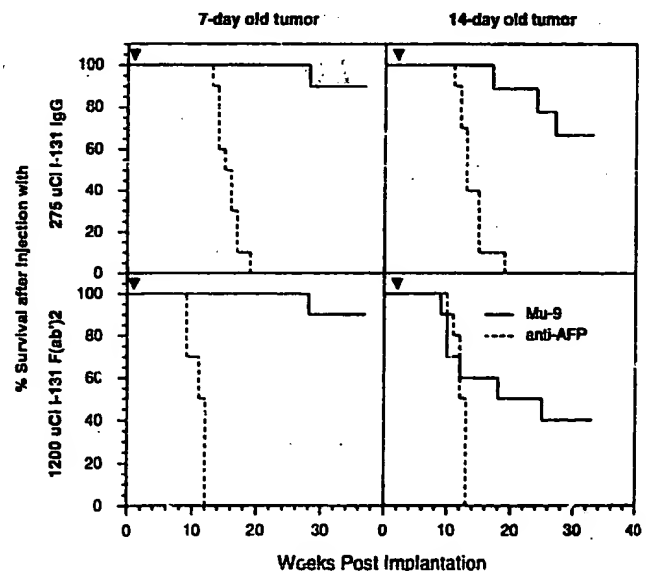 7-day old tumor
14-day old tumor
% Survival after Injection with
275 uCi I-131 IgG
100
80
60
40
20
0
1200 uCi I-131 F(ab')2
100
80
60
40
20
0
Mu-9
anti-AFP
0
10
20
30
0
10
20
30
40
Weeks Post Implantation